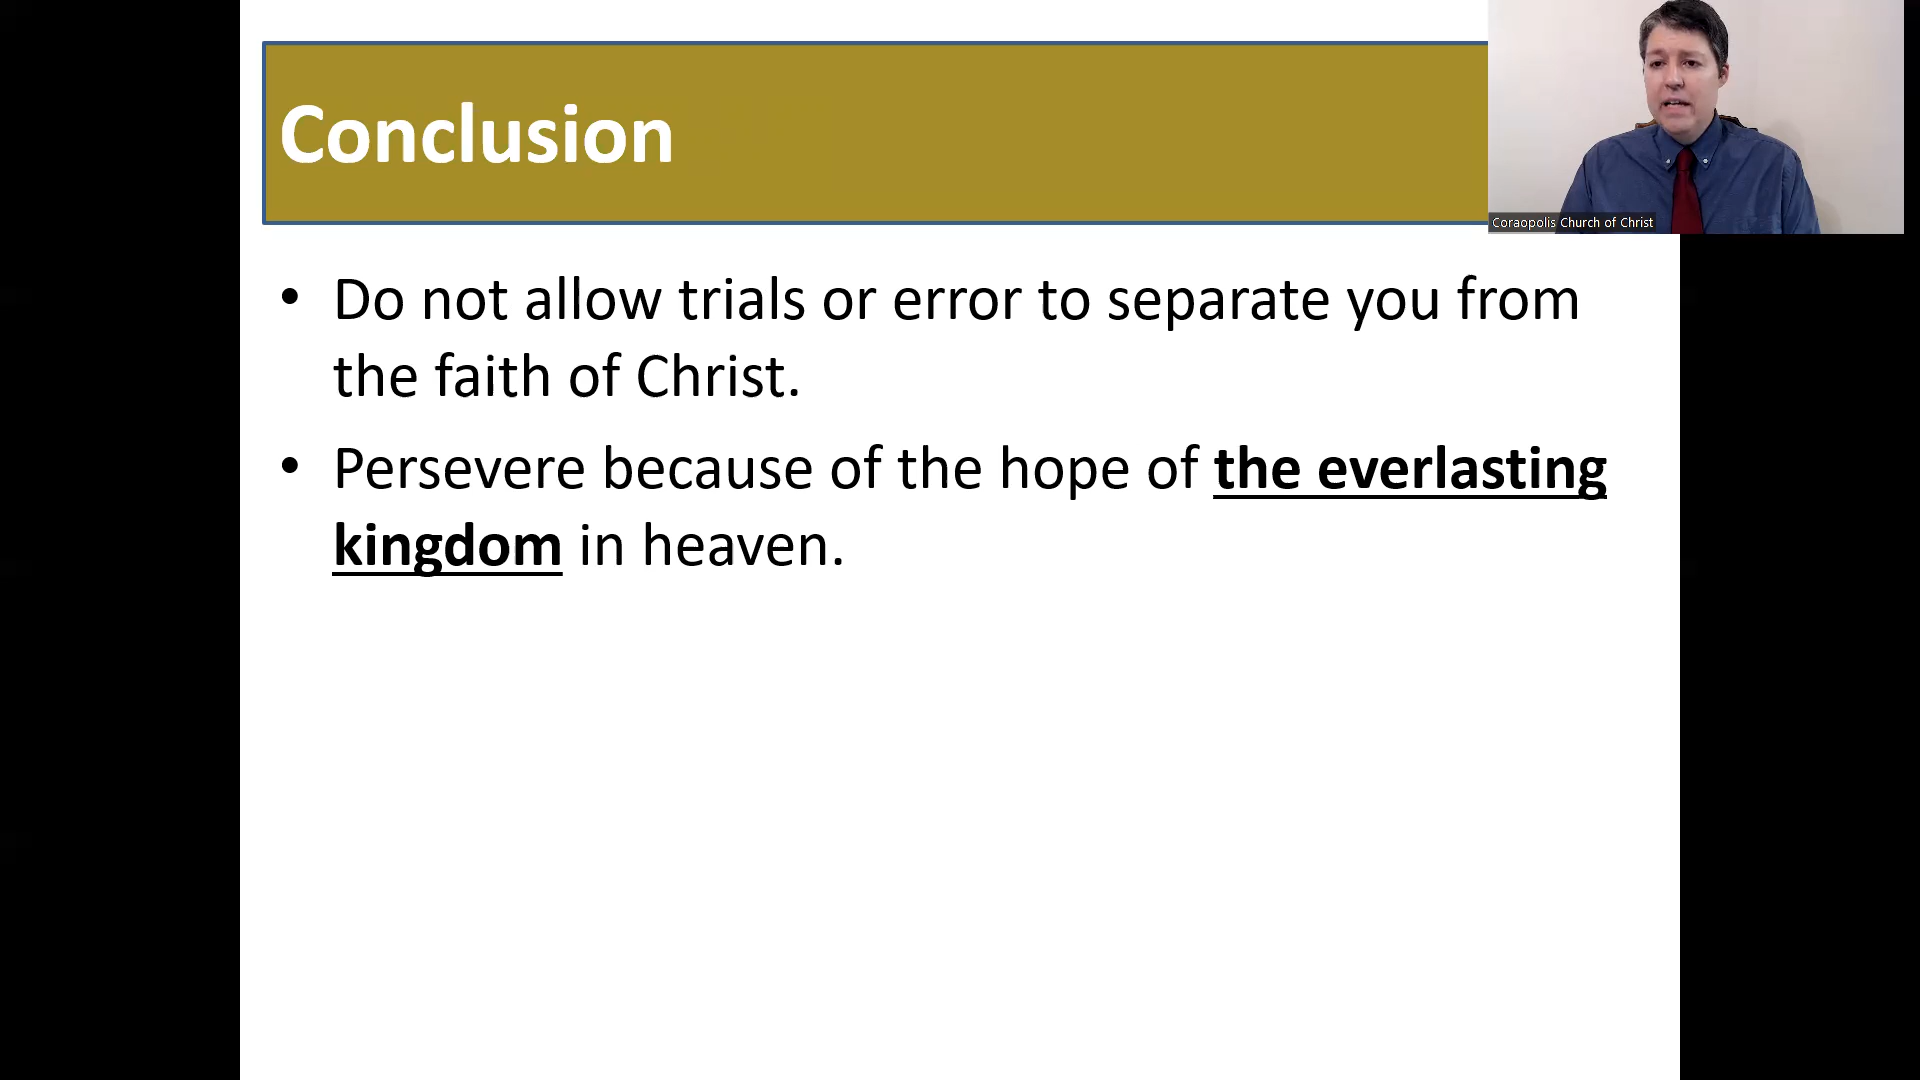 Conclusion
Coraopolis Church of Christ
• Do not allow trials or error to separate you from
the faith of Christ.
• Persevere because of the hope of the everlasting
kingdom in heaven.